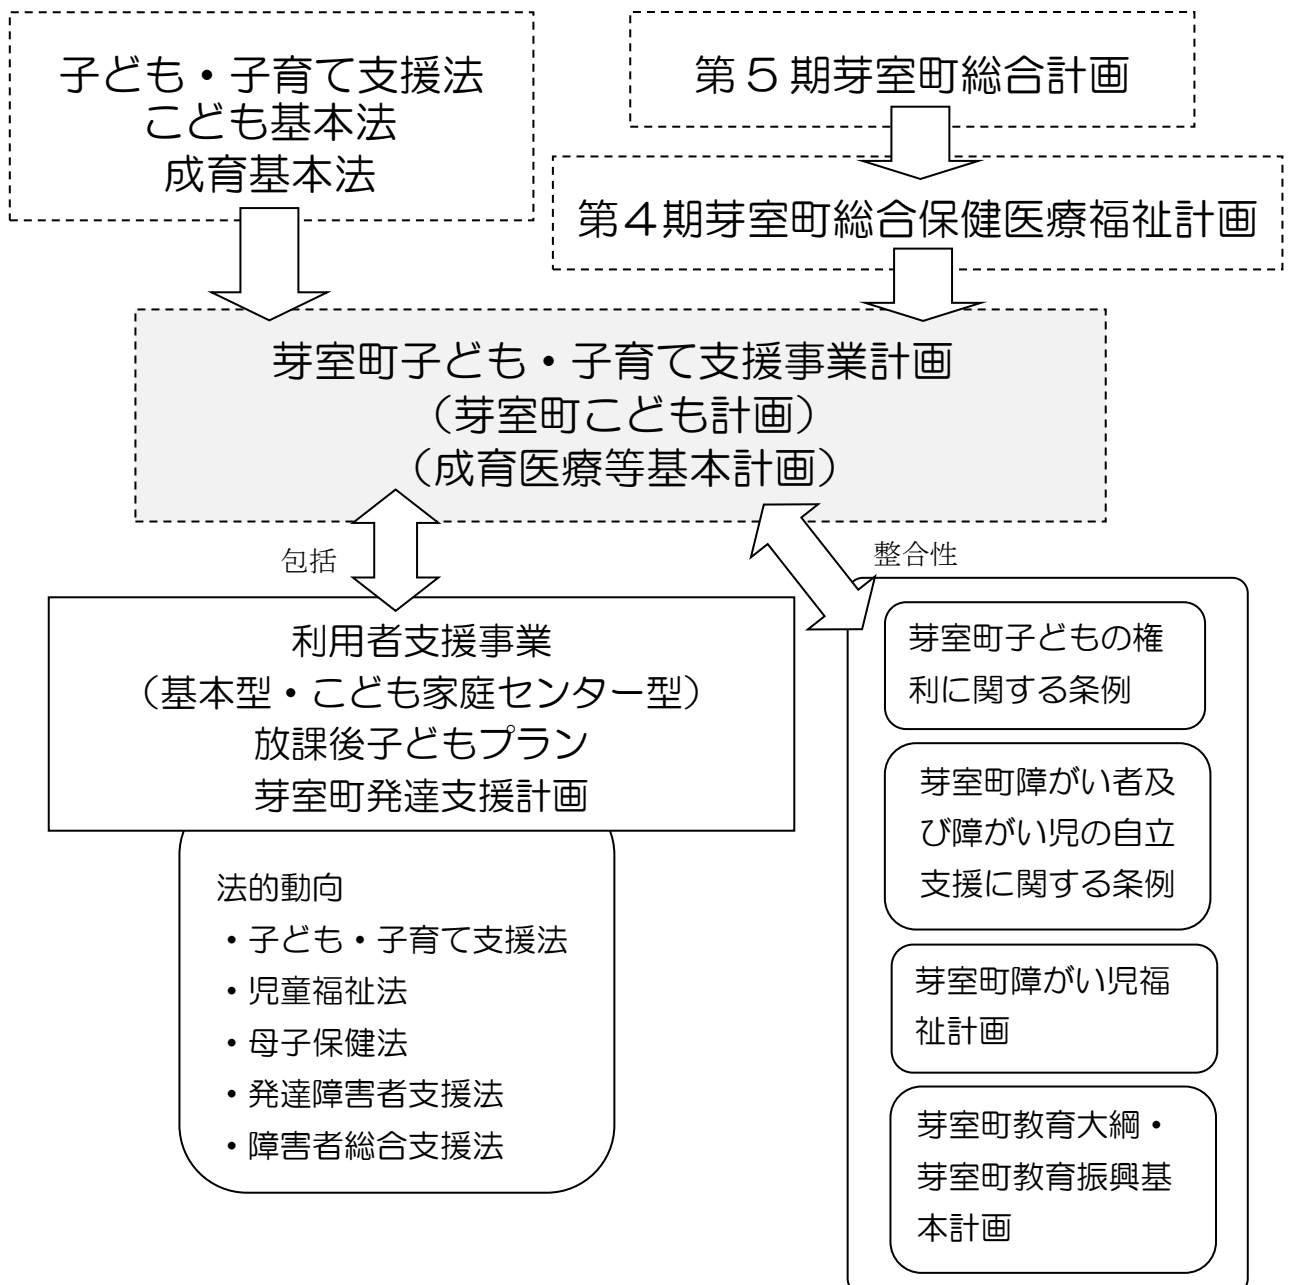 子ども・子育て支援法
こども基本法
成育基本法
第５期芽室町総合計画
第４期芽室町総合保健医療福祉計画
芽室町子ども・子育て支援事業計画
（芽室町こども計画）
（成育医療等基本計画）
包括
整合性
利用者支援事業
（基本型・こども家庭センター型）
放課後子どもプラン
芽室町発達支援計画
法的動向
・子ども・子育て支援法
・児童福祉法
・母子保健法
・発達障害者支援法
・障害者総合支援法
芽室町子どもの権
利に関する条例
芽室町障がい者及
び障がい児の自立
支援に関する条例
芽室町障がい児福
祉計画
芽室町教育大綱・
芽室町教育振興基
本計画